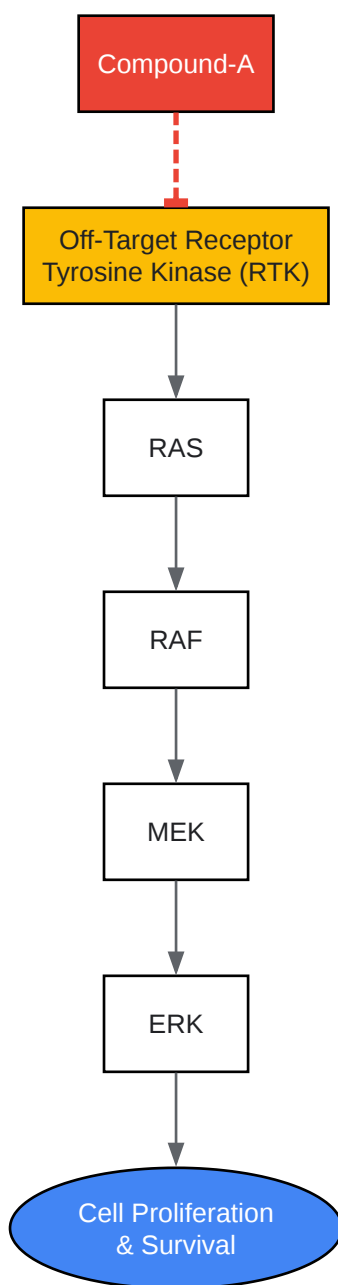 Compound-A
Off-Target Receptor
Tyrosine Kinase (RTK)
RAS
RAF
MEK
ERK
Cell Proliferation
& Survival